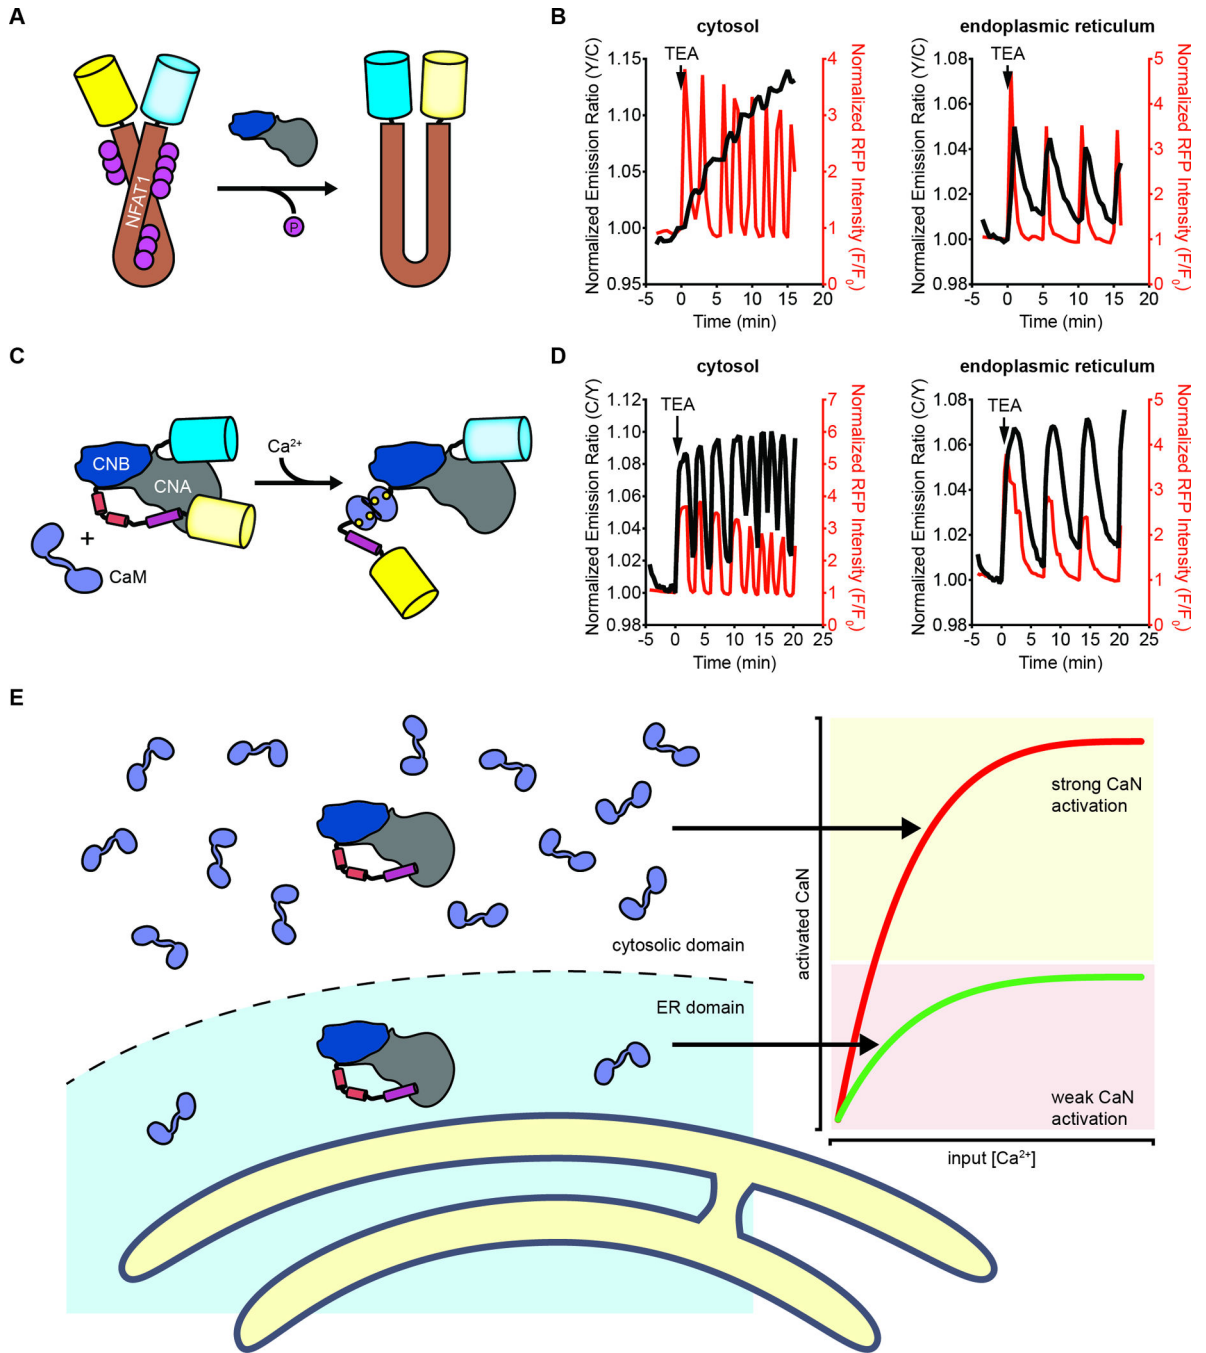 A
NFAT1
P
B
cytosol
TEA
Normalized Emission Ratio (Y/C)
1.15
1.10
1.05
1.00
0.95
Normalized RFP Intensity (F/F₀)
4
3
2
1
0
-5 0 5 10 15 20
Time (min)
endoplasmic reticulum
TEA
Normalized Emission Ratio (Y/C)
1.08
1.06
1.04
1.02
1.00
0.98
Normalized RFP Intensity (F/F₀)
5
4
3
2
1
0
-5 0 5 10 15 20
Time (min)
C
CNB
CNA
+
CaM
Ca²⁺
D
cytosol
TEA
Normalized Emission Ratio (C/Y)
1.12
1.10
1.08
1.06
1.04
1.02
1.00
0.98
Normalized RFP Intensity (F/F₀)
7
6
5
4
3
2
1
0
-5 0 5 10 15 20 25
Time (min)
endoplasmic reticulum
TEA
Normalized Emission Ratio (C/Y)
1.08
1.06
1.04
1.02
1.00
0.98
Normalized RFP Intensity (F/F₀)
5
4
3
2
1
0
-5 0 5 10 15 20 25
Time (min)
E
cytosolic domain
ER domain
activated CaN
strong CaN
activation
weak CaN
activation
input [Ca²⁺]